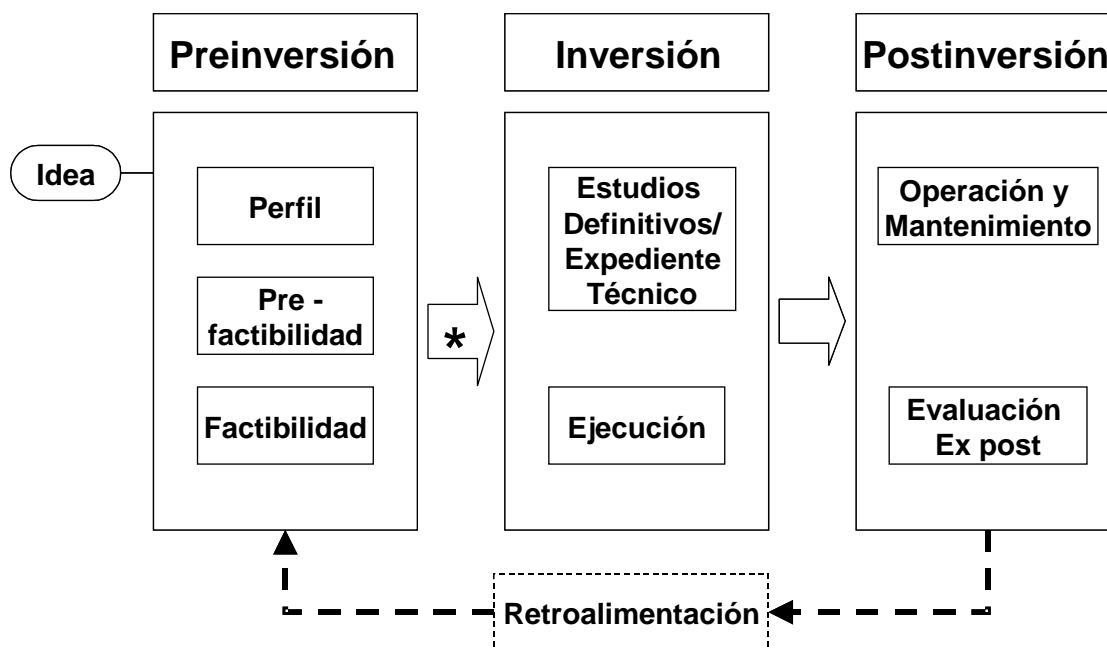 Preinversión
Inversión
Postinversión
Idea
Perfil
Pre -
factibilidad
Factibilidad
*
Estudios
Definitivos/
Expediente
Técnico
Ejecución
Operación y
Mantenimiento
Evaluación
Ex post
Retroalimentación